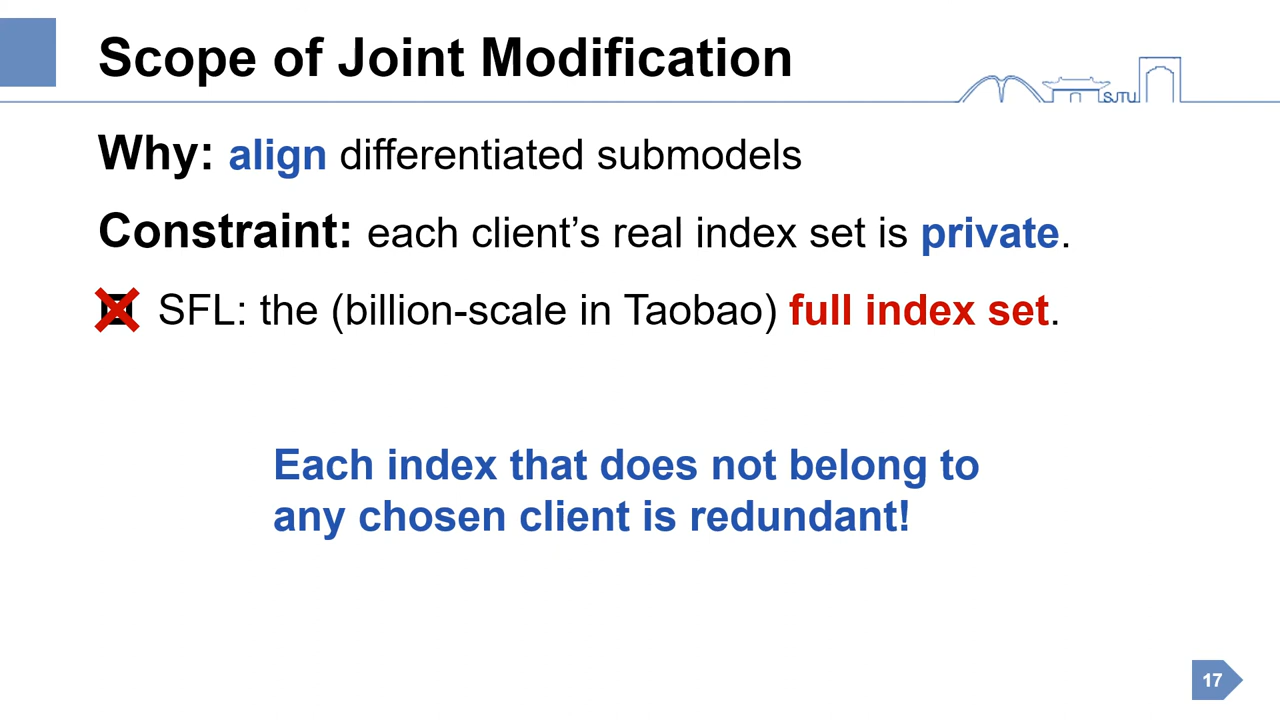 Scope of Joint Modification
SJTU
Why: align differentiated submodels
Constraint: each client’s real index set is private.
SFL: the (billion-scale in Taobao) full index set.
Each index that does not belong to
any chosen client is redundant!
17